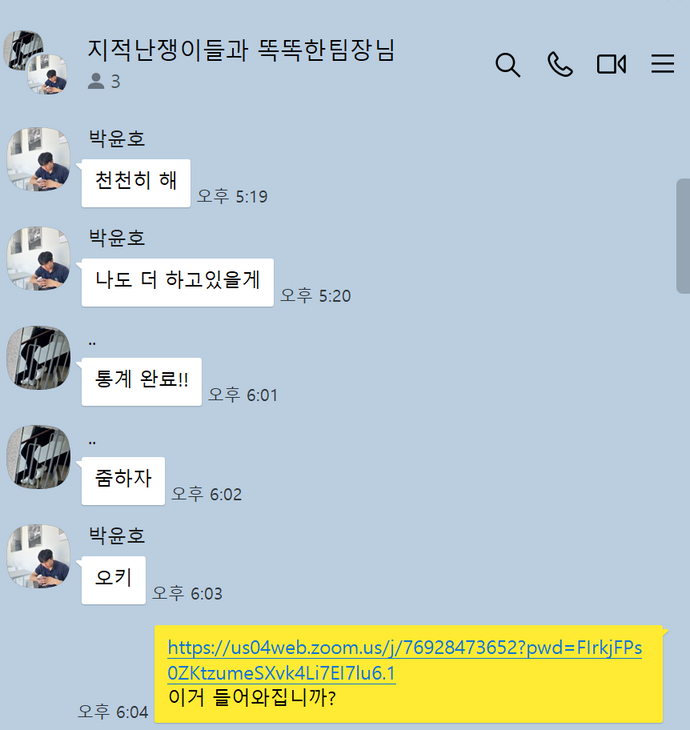 지적난쟁이들과 똑똑한팀장님
3
박윤호
천천히 해
오후 5:19
박윤호
나도 더 하고있을게
오후 5:20
..
통계 완료!!
오후 6:01
..
줌하자
오후 6:02
박윤호
오키
오후 6:03
https://us04web.zoom.us/j/76928473652?pwd=FIrkjFPs
0ZKtzumeSXvk4Li7EI7lu6.1
이거 들어와집니까?
오후 6:04